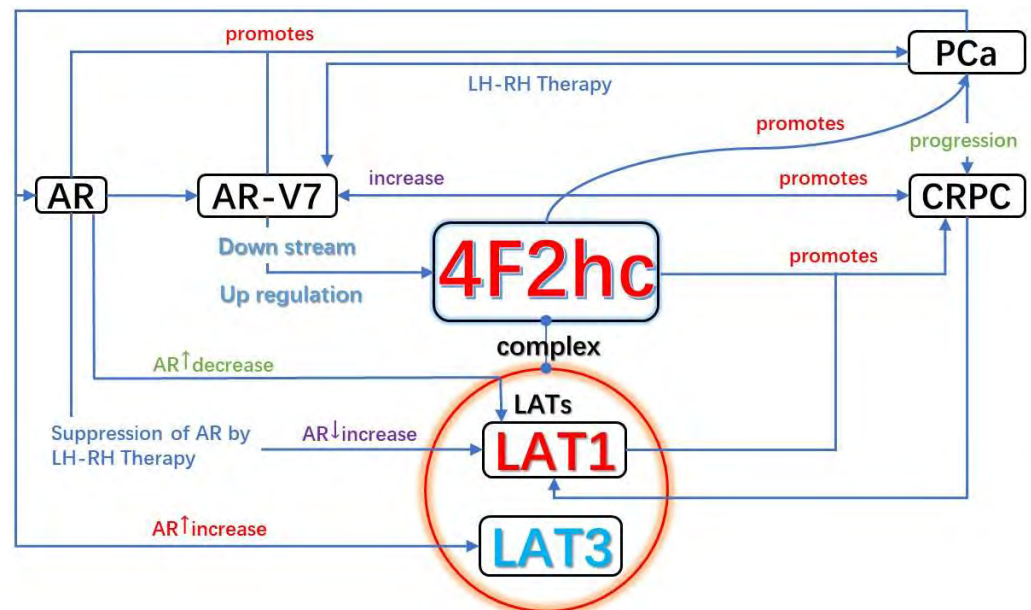 promotes
PCa
LH-RH Therapy
promotes
progression
increase
promotes
AR
AR-V7
CRPC
Down stream
4F2hc
promotes
Up regulation
complex
AR↑decrease
LATs
Suppression of AR by
LH-RH Therapy
AR↓increase
LAT1
AR↑increase
LAT3